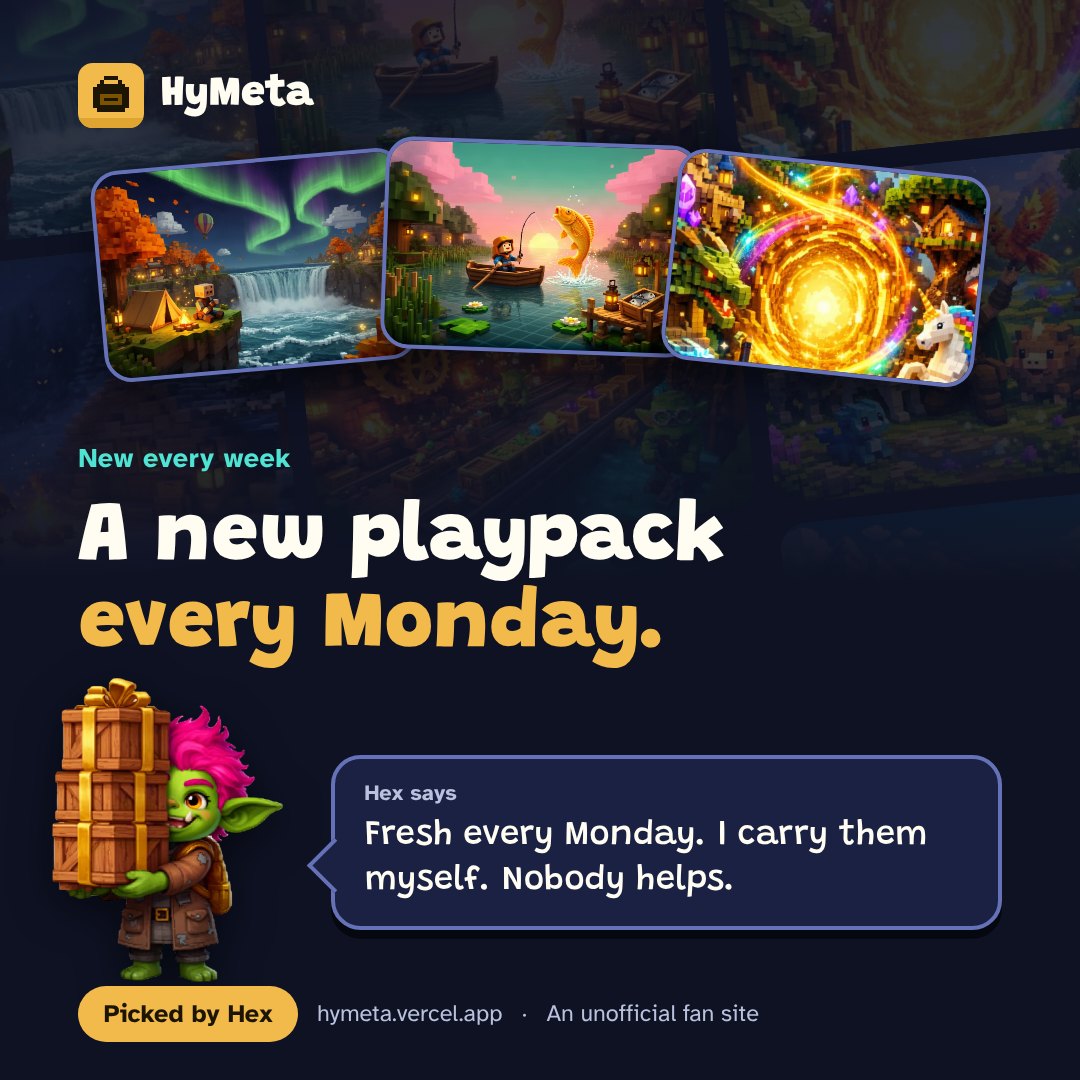 HyMeta
New every week
A new playpack
every Monday.
Hex says
Fresh every Monday. I carry them
myself. Nobody helps.
Picked by Hex
hymeta.vercel.app · An unofficial fan site